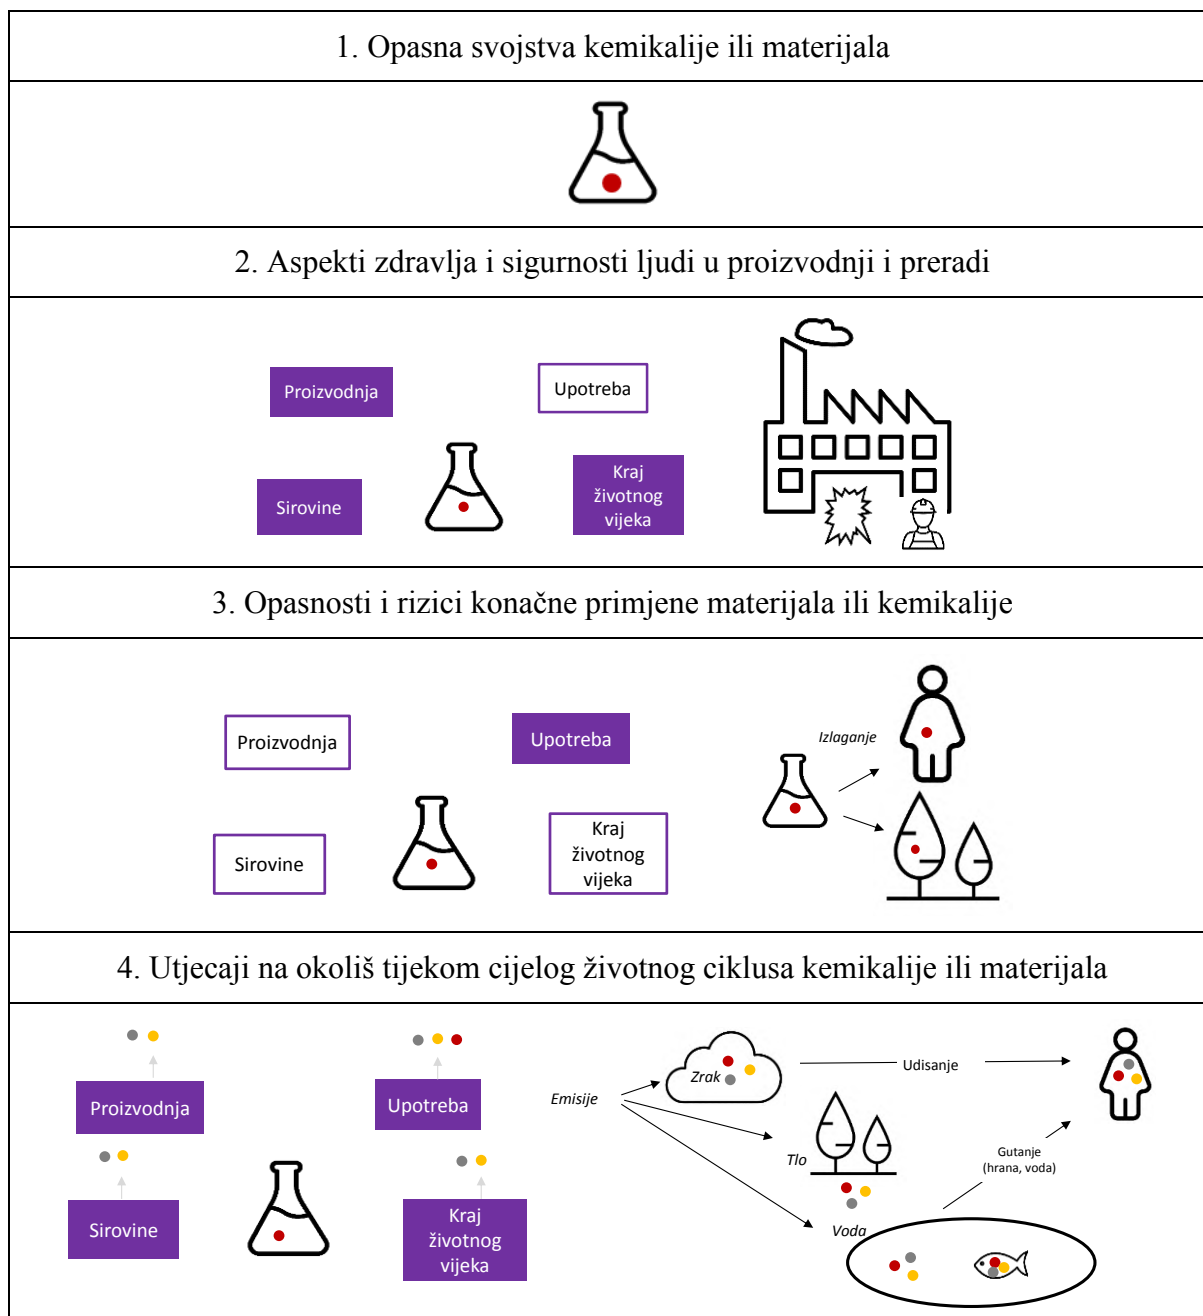 1. Opasna svojstva kemikalije ili materijala
2. Aspekti zdravlja i sigurnosti ljudi u proizvodnji i preradi
Proizvodnja
Upotreba
Sirovine
Kraj
životnog
vijeka
3. Opasnosti i rizici konačne primjene materijala ili kemikalije
Proizvodnja
Upotreba
Izlaganje
Sirovine
Kraj
životnog
vijeka
4. Utjecaji na okoliš tijekom cijelog životnog ciklusa kemikalije ili materijala
Proizvodnja
Upotreba
Emisije
Zrak
Udisanje
Tlo
Gutanje
(hrana, voda)
Sirovine
Kraj
životnog
vijeka
Voda